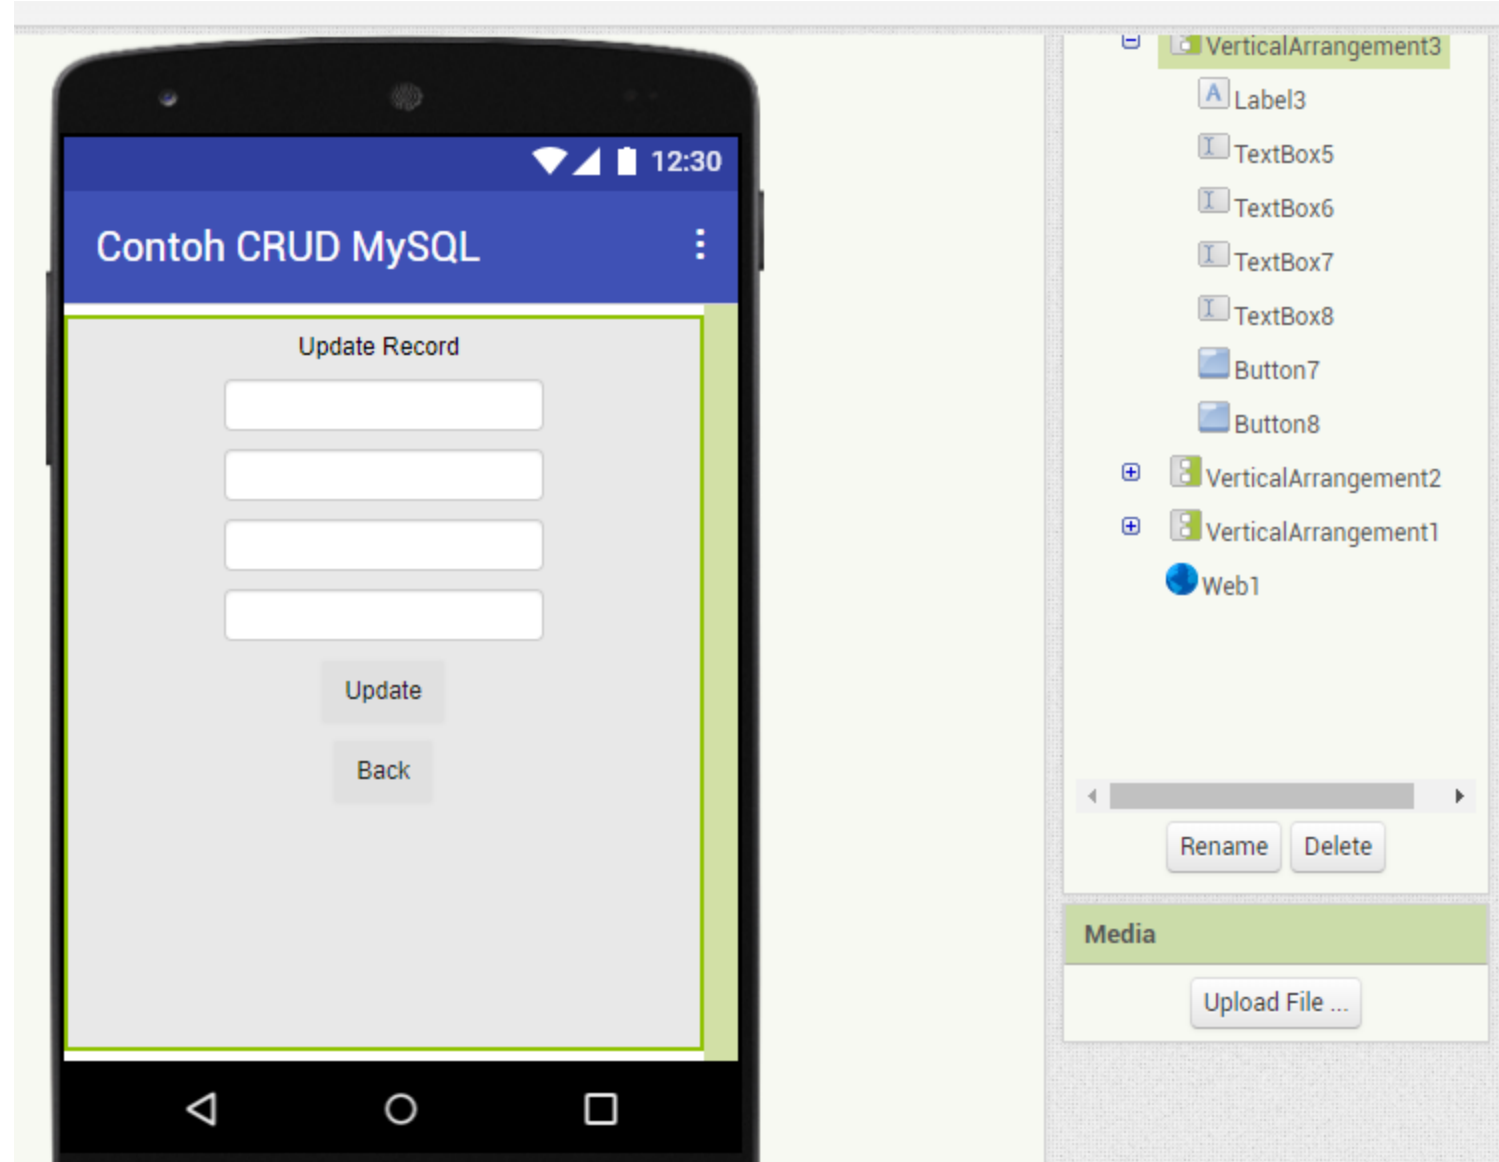 12:30
Contoh CRUD MySQL
Update Record
Update
Back
VerticalArrangement3
Label3
TextBox5
TextBox6
TextBox7
TextBox8
Button7
Button8
VerticalArrangement2
VerticalArrangement1
Web1
Rename Delete
Media
Upload File ...